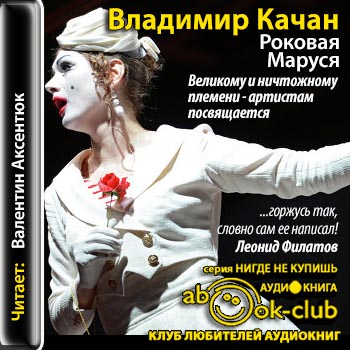 Владимир Качан
Роковая
Маруся
Великому и ничтожному
племени - артистам
посвящается
...горжусь так,
словно сам ее написал!
Леонид Филатов
серия НИГДЕ НЕ КУПИШЬ
АУДИОКНИГА
abook-club
КЛУБ ЛЮБИТЕЛЕЙ АУДИОКНИГ
Читает: Валентин Аксентюк